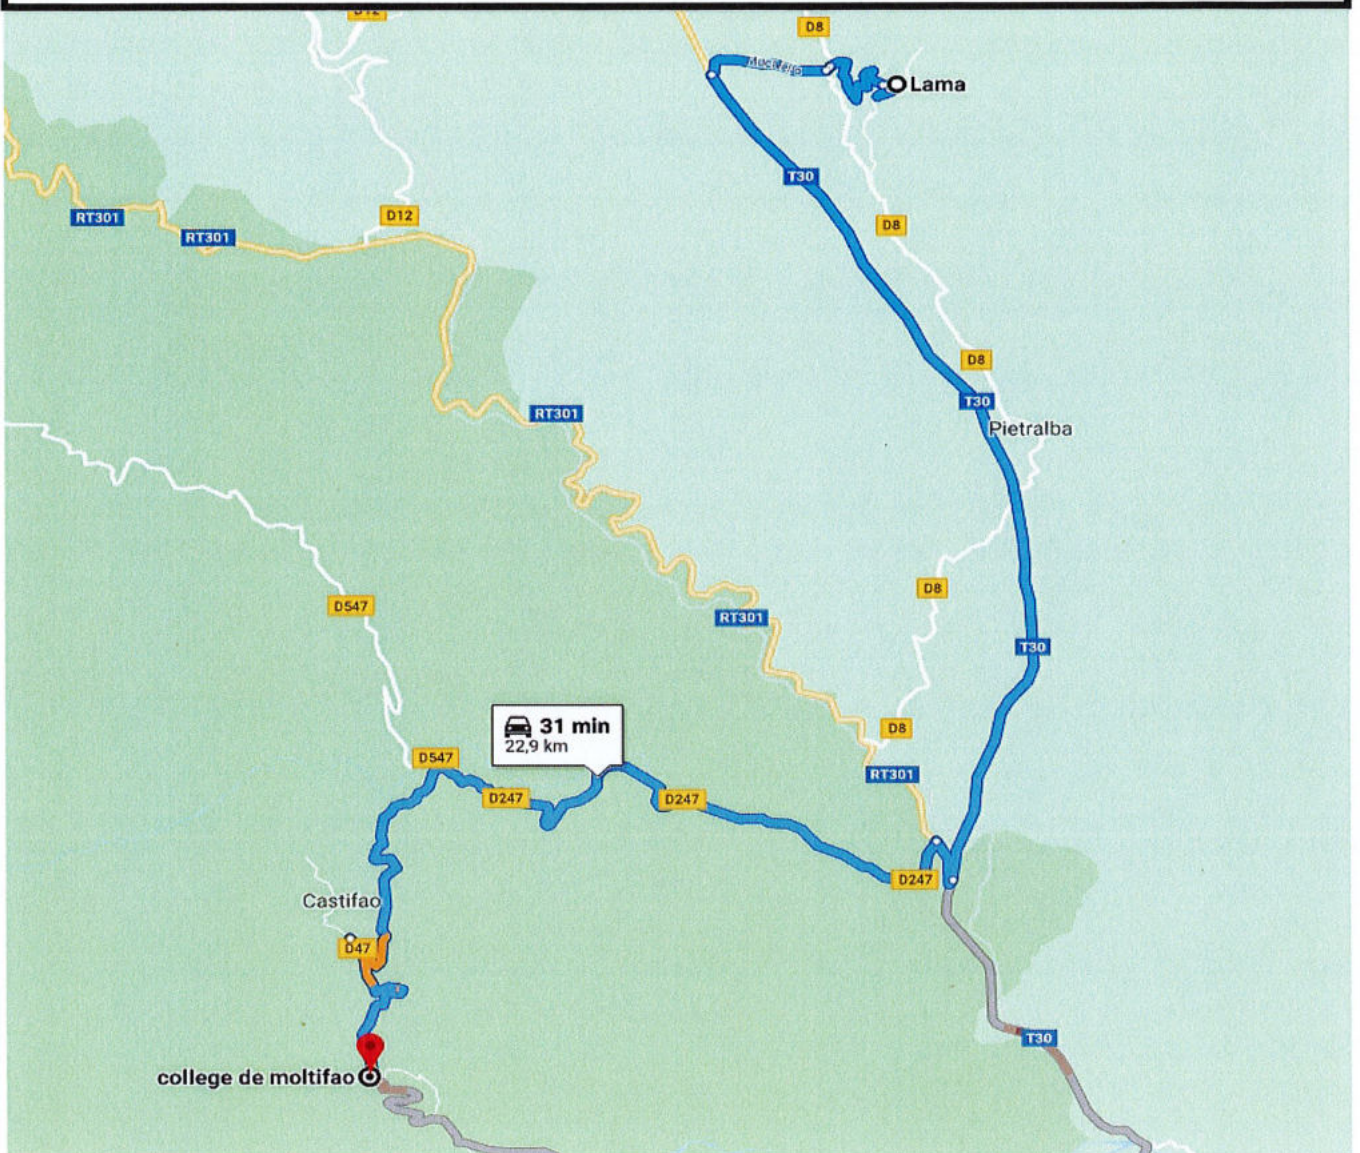 D8
Lama
T30
RT301
D12
RT301
D8
D8
T30
RT301
Pietralba
D8
D547
RT301
T30
31 min
22,9 km
D8
D547
RT301
D247
D247
D247
Castifao
D47
T30
college de moltifao